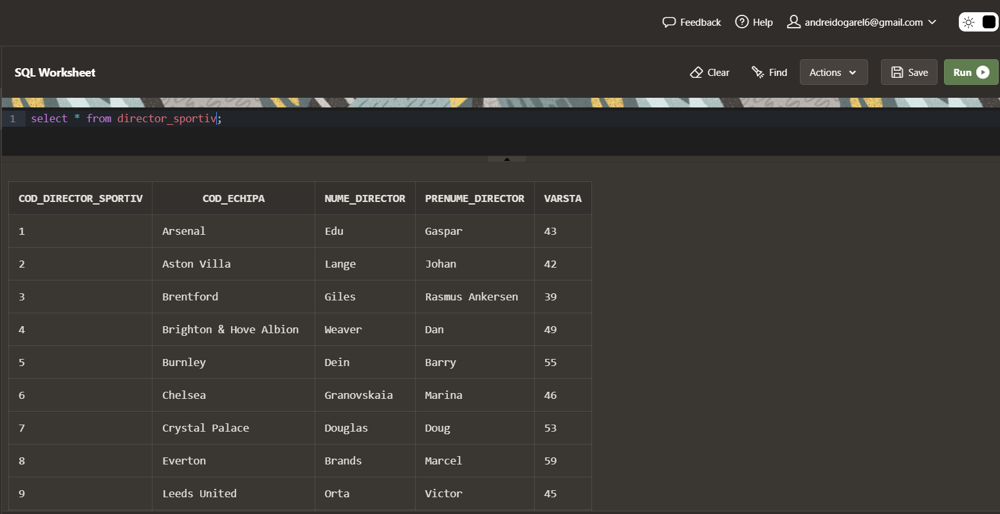 Feedback Help andreidogarel6@gmail.com
SQL Worksheet Clear Find Actions Save Run
1 select * from director_sportiv;
COD_DIRECTOR_SPORTIV COD_ECHIPA NUME_DIRECTOR PRENUME_DIRECTOR VARSTA
1 Arsenal Edu Gaspar 43
2 Aston Villa Lange Johan 42
3 Brentford Giles Rasmus Ankersen 39
4 Brighton & Hove Albion Weaver Dan 49
5 Burnley Dein Barry 55
6 Chelsea Granovskaia Marina 46
7 Crystal Palace Douglas Doug 53
8 Everton Brands Marcel 59
9 Leeds United Orta Victor 45